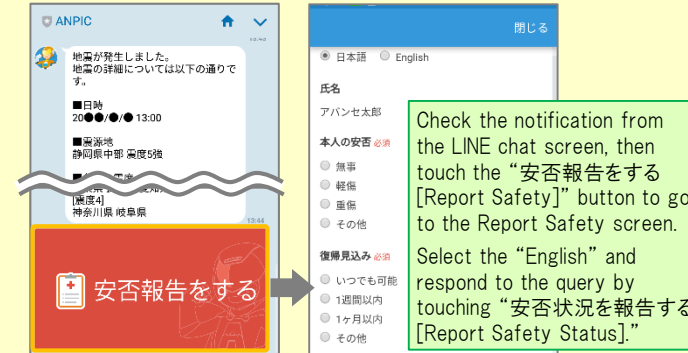 ANPIC
地震が発生しました。
地震の詳細については以下の通りで
す。
■日時
20●●/●/● 13:00
■震源地
静岡県中部 震度5強
[震度4]
神奈川県 岐阜県
13:44
安否報告をする
閉じる
日本語 English
氏名
アバンセ太郎
本人の安否 必須
無事
軽傷
重傷
その他
復帰見込み 必須
いつでも可能
1週間以内
1ヶ月以内
その他
Check the notification from
the LINE chat screen, then
touch the “安否報告をする
[Report Safety]” button to go
to the Report Safety screen.
Select the “English” and
respond to the query by
touching “安否状況を報告する
[Report Safety Status].”